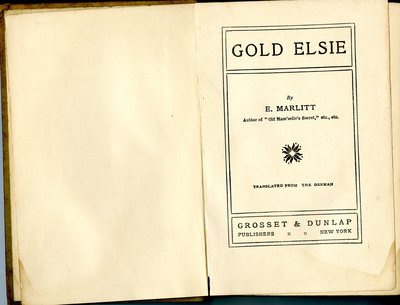 GOLD ELSIE
By
E. MARLITT
Author of "Old Mam'selle's Secret," etc., etc.
TRANSLATED FROM THE GERMAN
GROSSET & DUNLAP
PUBLISHERS :: :: NEW YORK